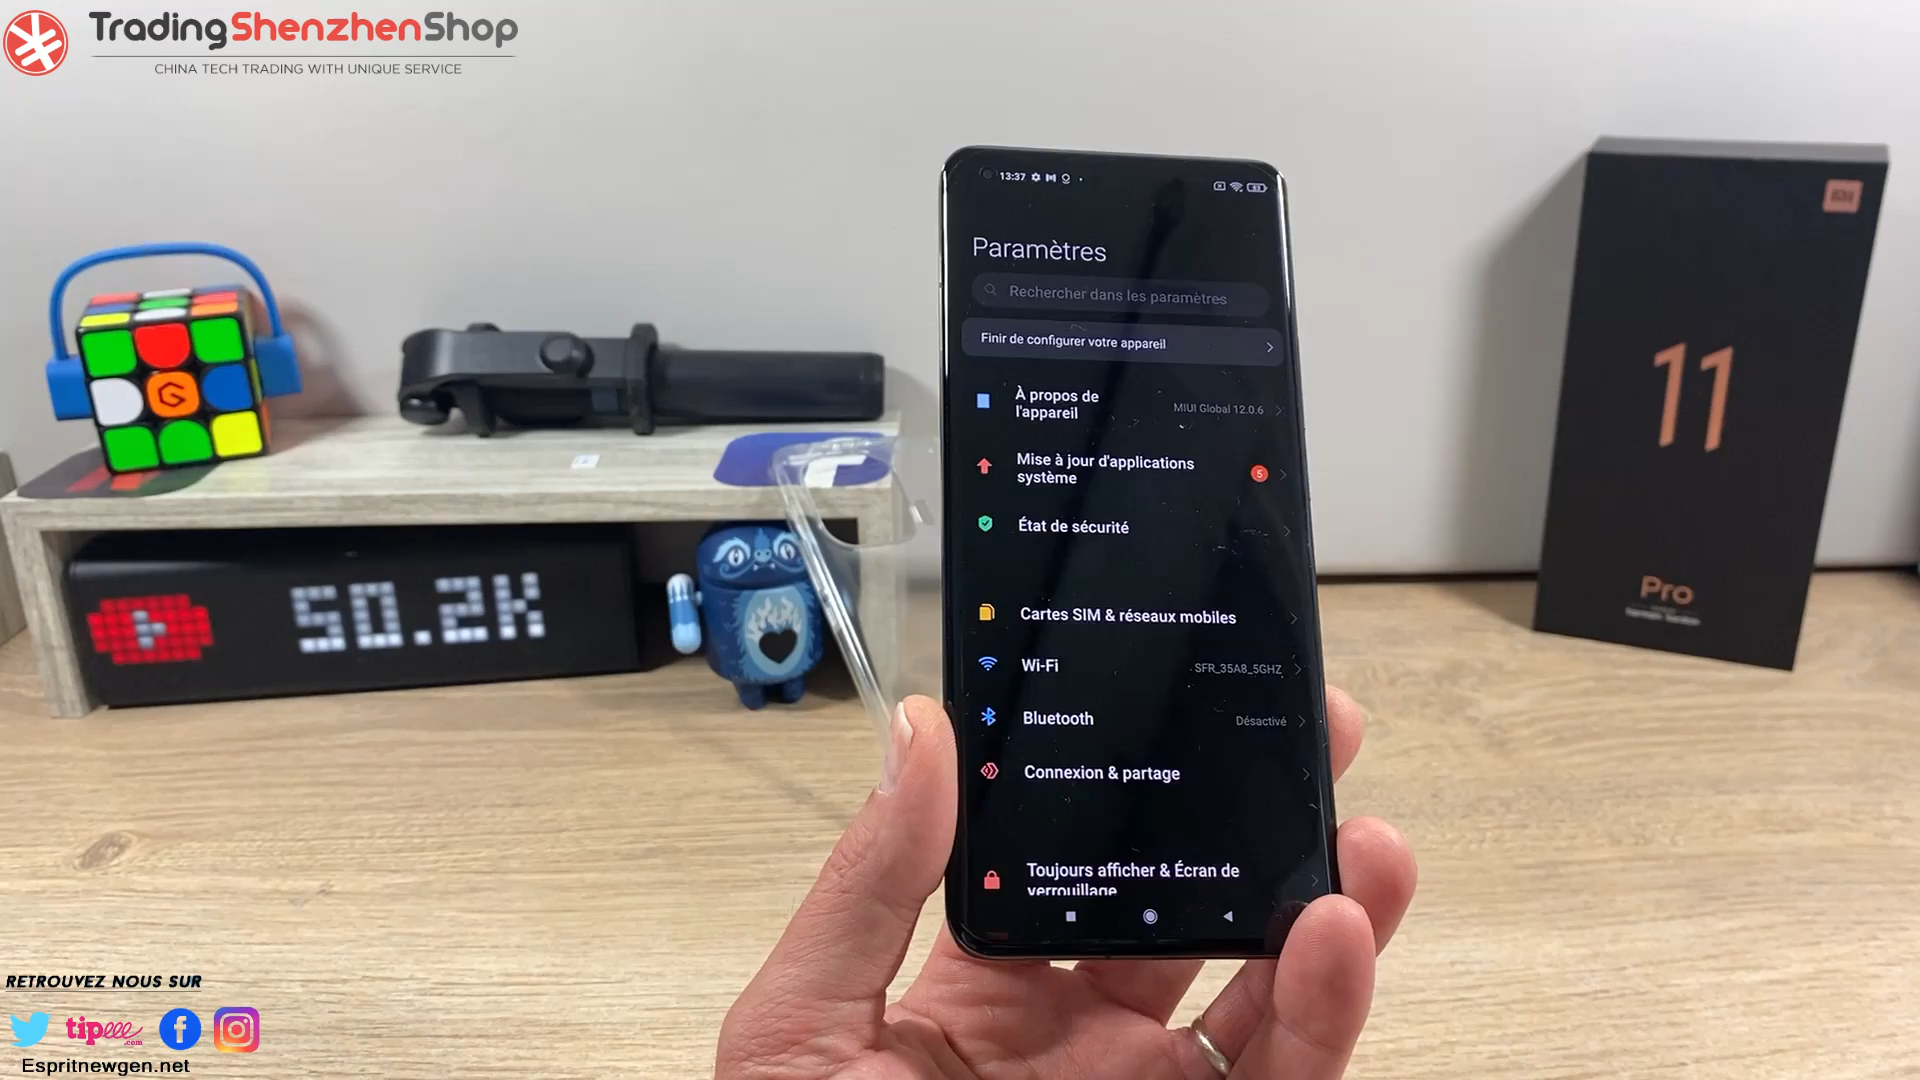 TradingShenzhenShop
CHINA TECH TRADING WITH UNIQUE SERVICE
13:37
Paramètres
Rechercher dans les paramètres
Finir de configurer votre appareil
À propos de
l'appareil
MIUI Global 12.0.6
Mise à jour d'applications
système
5
État de sécurité
Cartes SIM & réseaux mobiles
Wi-Fi
SFR_35A8_5GHZ
Bluetooth
Désactivé
Connexion & partage
Toujours afficher & Écran de
verrouillage
11
Pro
harman kardon
50.2K
G
RETROUVEZ NOUS SUR
tipeee
.com
Espritnewgen.net